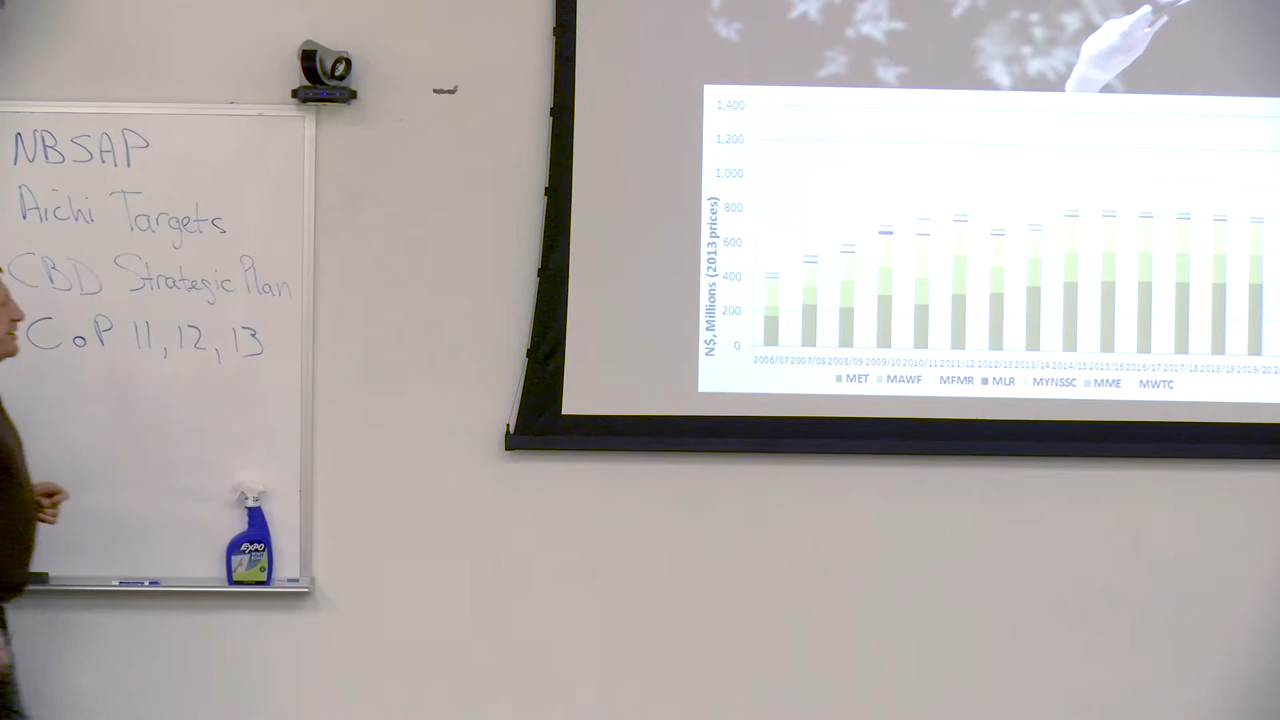 NBSAP
Aichi Targets
CBD Strategic Plan
CoP 11, 12, 13
EXPO
1,400
1,200
1,000
800
600
400
200
0
N$, Millions (2013 prices)
2006/07 2007/08 2008/09 2009/10 2010/11 2011/12 2012/13 2013/14 2014/15 2015/16 2016/17 2017/18 2018/19 2019/20
MET MAWF MFMR MLR MYNSSC MME MWTC